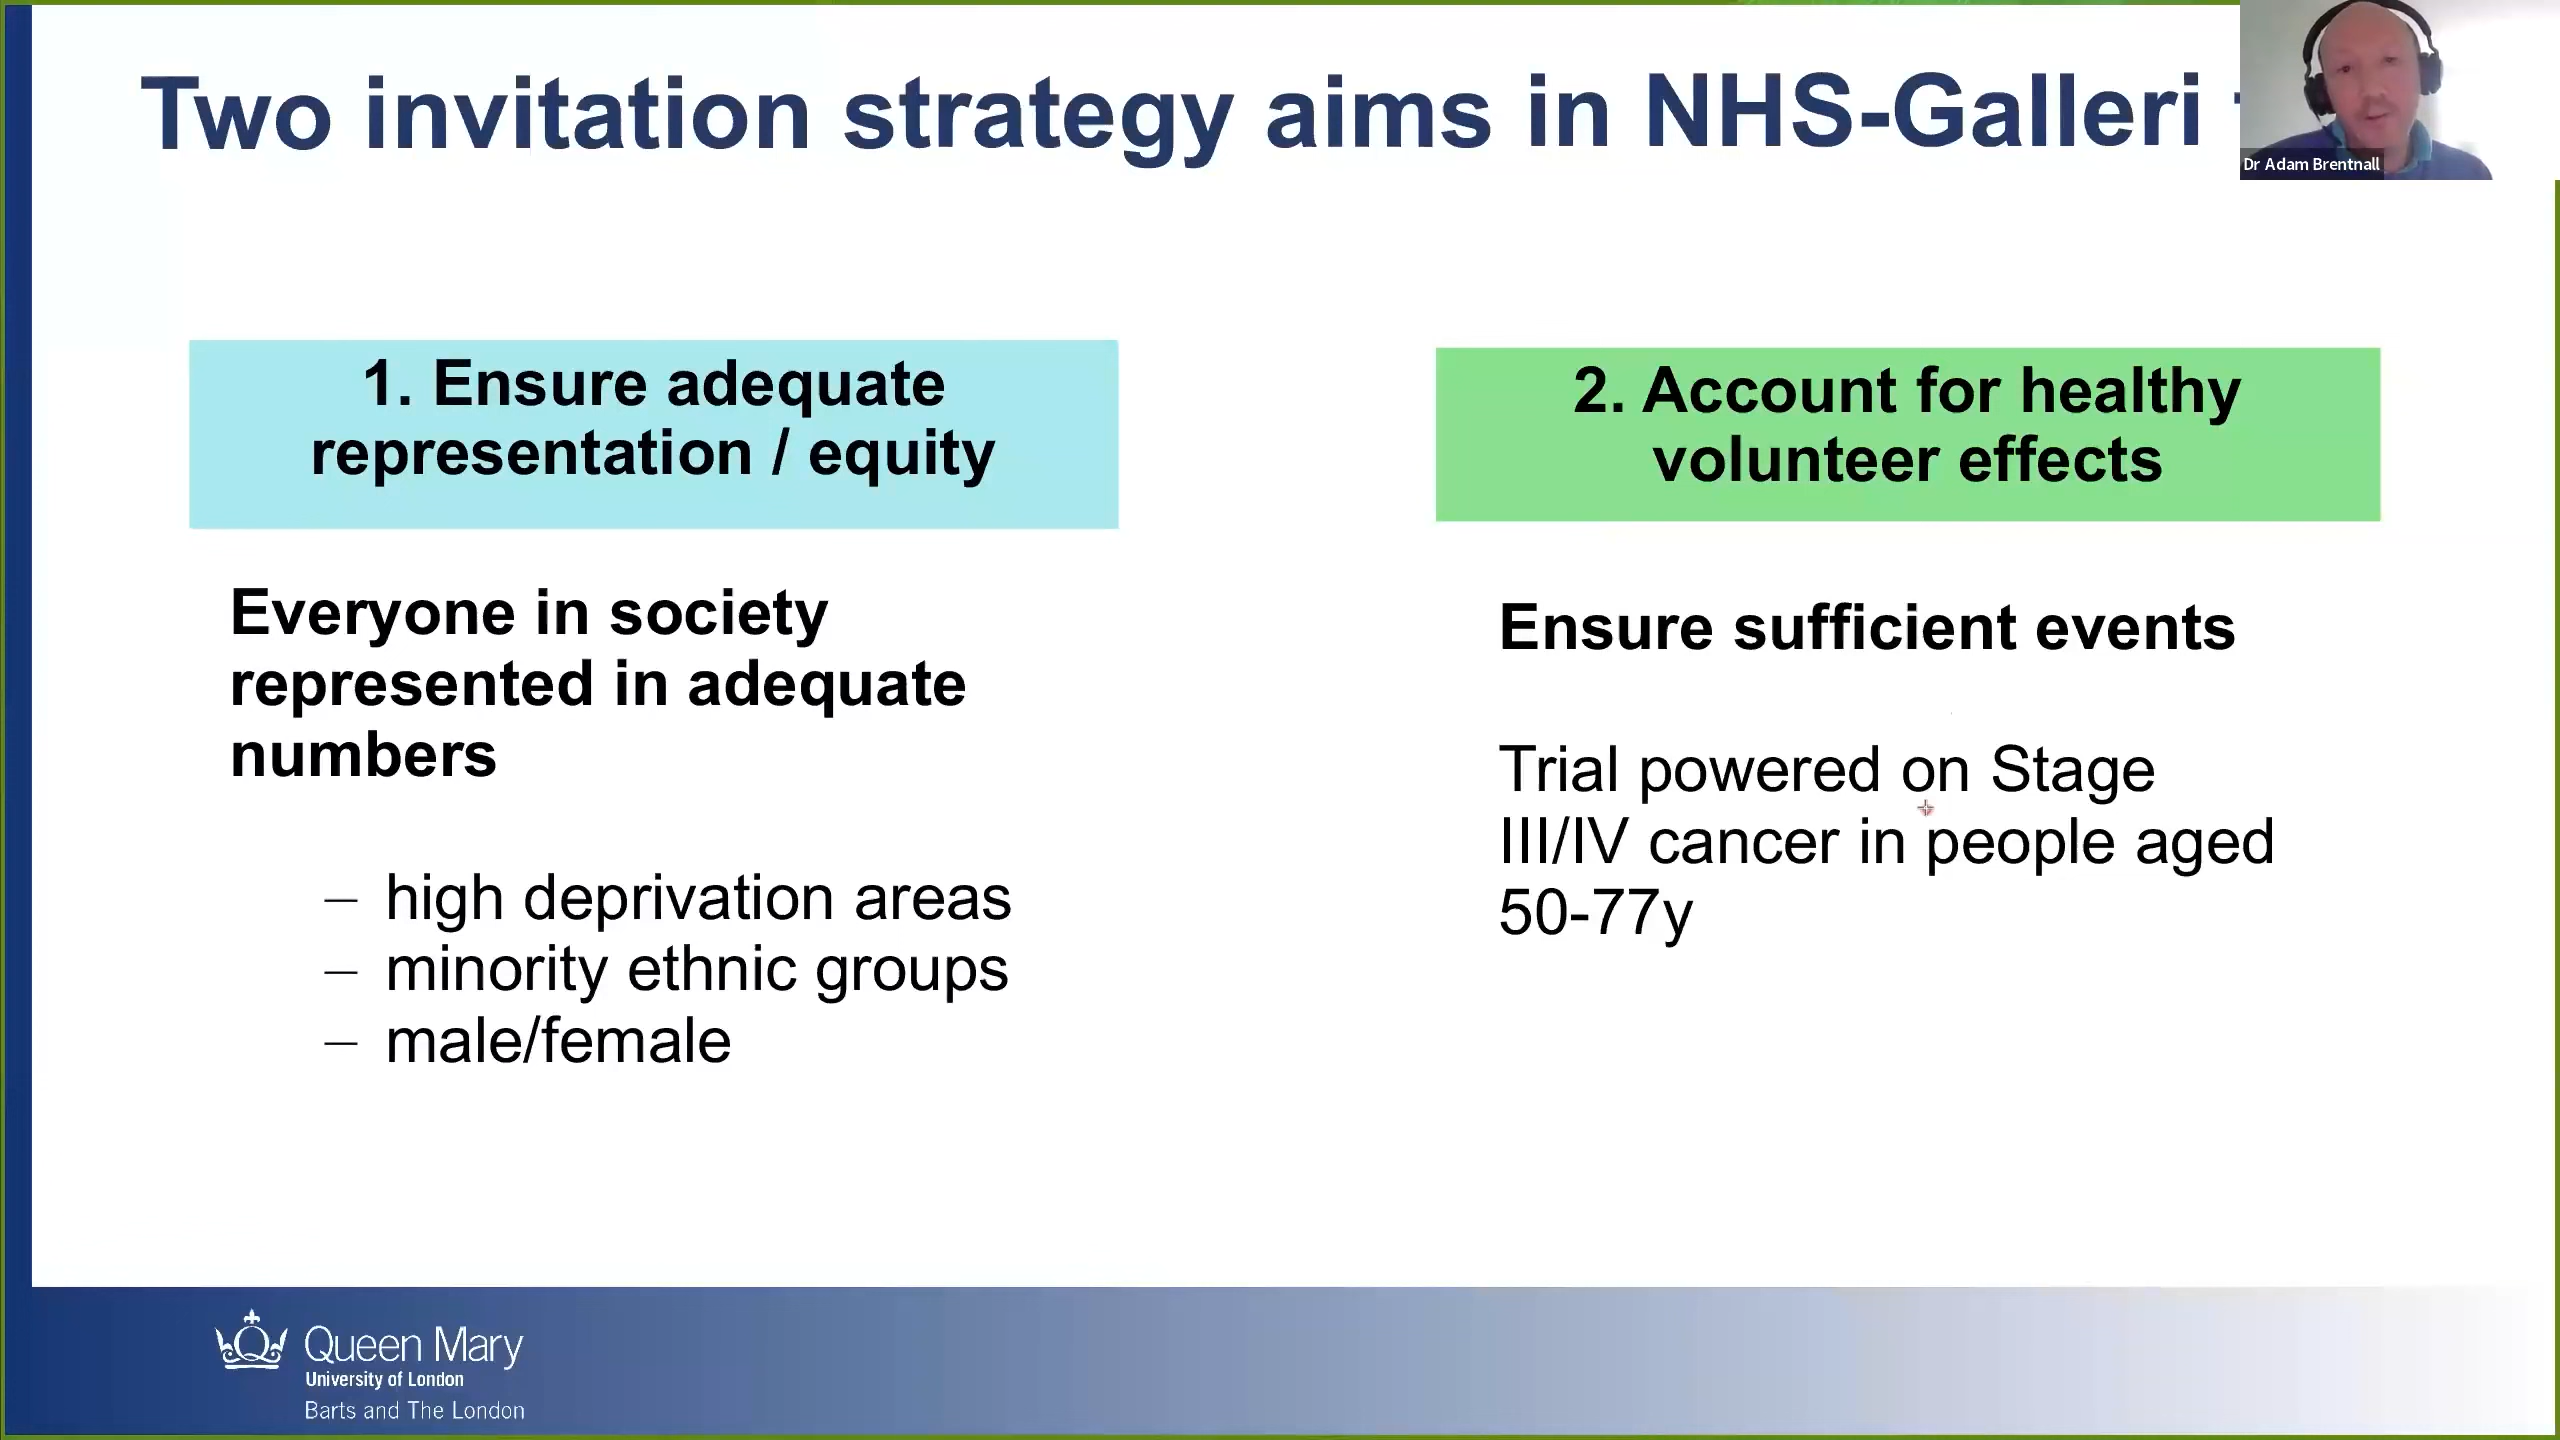 Two invitation strategy aims in NHS-Galleri
Dr Adam Brentnall
1. Ensure adequate
representation / equity
Everyone in society
represented in adequate
numbers
– high deprivation areas
– minority ethnic groups
– male/female
2. Account for healthy
volunteer effects
Ensure sufficient events
Trial powered on Stage
III/IV cancer in people aged
50-77y
Queen Mary
University of London
Barts and The London